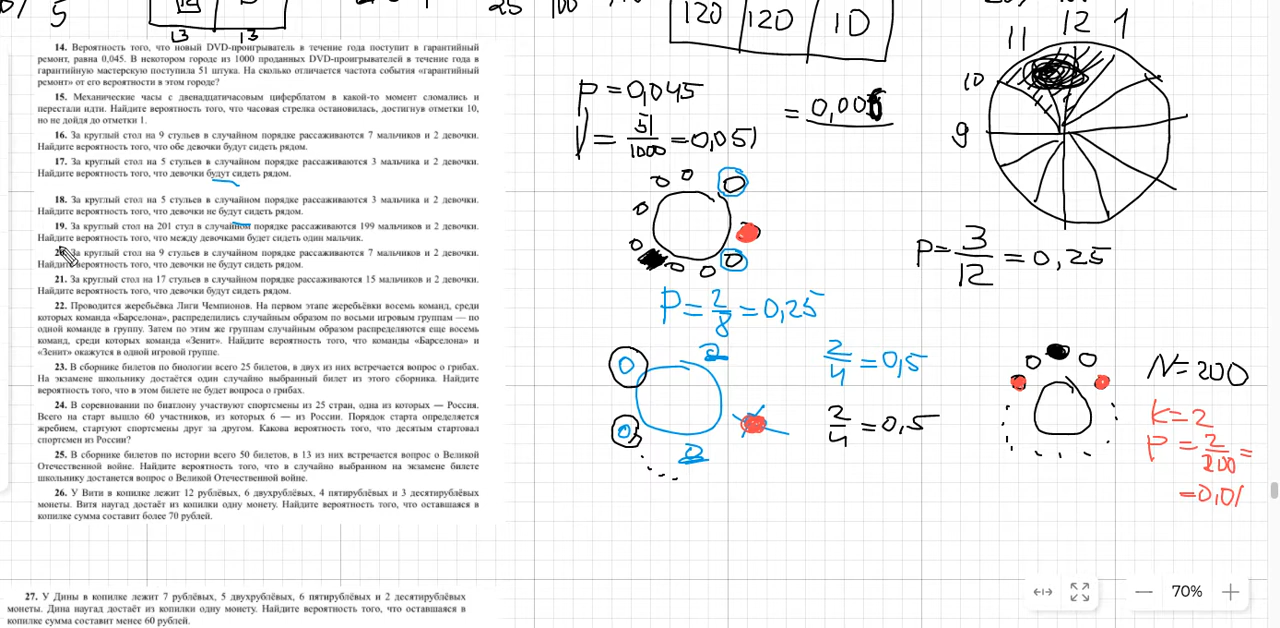 5
12
13 13
25 100
120 120 10
14. Вероятность того, что новый DVD-проигрыватель в течение года поступит в гарантийный
ремонт, равна 0,045. В некотором городе из 1000 проданных DVD-проигрывателей в течение года в
гарантийную мастерскую поступила 51 штука. На сколько отличается частота события «гарантийный
ремонт» от его вероятности в этом городе?
15. Механические часы с двенадцатичасовым циферблатом в какой-то момент сломались и
перестали идти. Найдите вероятность того, что часовая стрелка остановилась, достигнув отметки 10,
но не дойдя до отметки 1.
16. За круглый стол на 9 стульев в случайном порядке рассаживаются 7 мальчиков и 2 девочки.
Найдите вероятность того, что обе девочки будут сидеть рядом.
17. За круглый стол на 5 стульев в случайном порядке рассаживаются 3 мальчика и 2 девочки.
Найдите вероятность того, что девочки будут сидеть рядом.
18. За круглый стол на 5 стульев в случайном порядке рассаживаются 3 мальчика и 2 девочки.
Найдите вероятность того, что девочки не будут сидеть рядом.
19. За круглый стол на 201 стул в случайном порядке рассаживаются 199 мальчиков и 2 девочки.
Найдите вероятность того, что между девочками будет сидеть один мальчик.
За круглый стол на 9 стульев в случайном порядке рассаживаются 7 мальчиков и 2 девочки.
Найдите вероятность того, что девочки не будут сидеть рядом.
21. За круглый стол на 17 стульев в случайном порядке рассаживаются 15 мальчиков и 2 девочки.
Найдите вероятность того, что девочки будут сидеть рядом.
22. Проводится жеребьёвка Лиги Чемпионов. На первом этапе жеребьёвки восемь команд, среди
которых команда «Барселона», распределились случайным образом по восьми игровым группам — по
одной команде в группу. Затем по этим же группам случайным образом распределяются еще восемь
команд, среди которых команда «Зенит». Найдите вероятность того, что команды «Барселона» и
«Зенит» окажутся в одной игровой группе.
23. В сборнике билетов по биологии всего 25 билетов, в двух из них встречается вопрос о грибах.
На экзамене школьнику достаётся один случайно выбранный билет из этого сборника. Найдите
вероятность того, что в этом билете не будет вопроса о грибах.
24. В соревновании по биатлону участвуют спортсмены из 25 стран, одна из которых — Россия.
Всего на старт вышло 60 участников, из которых 6 — из России. Порядок старта определяется
жребием, стартуют спортсмены друг за другом. Какова вероятность того, что десятым стартовал
спортсмен из России?
25. В сборнике билетов по истории всего 50 билетов, в 13 из них встречается вопрос о Великой
Отечественной войне. Найдите вероятность того, что в случайно выбранном на экзамене билете
школьнику достанется вопрос о Великой Отечественной войне.
26. У Вити в копилке лежит 12 рублёвых, 6 двухрублёвых, 4 пятирублёвых и 3 десятирублёвых
монеты. Витя наугад достаёт из копилки одну монету. Найдите вероятность того, что оставшаяся в
копилке сумма составит более 70 рублей.
27. У Дины в копилке лежит 7 рублёвых, 5 двухрублёвых, 6 пятирублёвых и 2 десятирублёвых
монеты. Дина наугад достаёт из копилки одну монету. Найдите вероятность того, что оставшаяся в
копилке сумма составит менее 60 рублей.
p=0,045
= 51/1000 = 0,051
= 0,006
P = 2/8 = 0,25
2/4 = 0,5
2/4 = 0,5
11 12 1
10
9
P = 3/12 = 0,25
N=200
K=2
P = 2/200 =
=0,01
70%